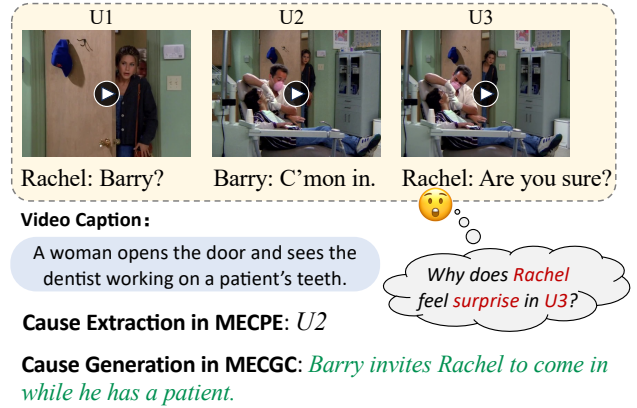 U1 U2 U3
Rachel: Barry? Barry: C'mon in. Rachel: Are you sure?
Video Caption:
A woman opens the door and sees the
dentist working on a patient's teeth.
Why does Rachel
feel surprise in U3?
Cause Extraction in MECPE: U2
Cause Generation in MECGC: Barry invites Rachel to come in
while he has a patient.